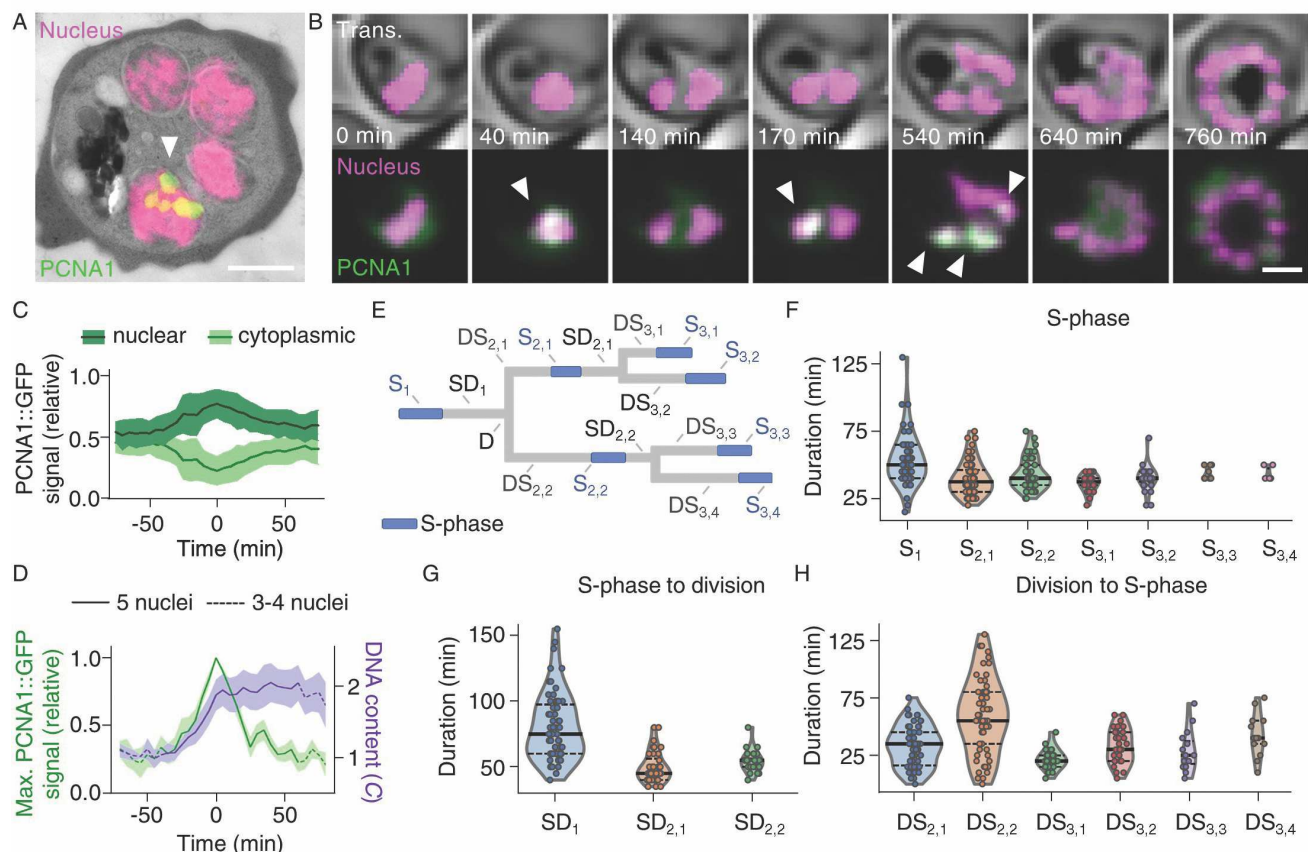 A
Nucleus
PCNA1
B
Trans.
0 min
40 min
140 min
170 min
540 min
640 min
760 min
Nucleus
PCNA1
C
nuclear
cytoplasmic
PCNA1::GFP
signal (relative)
1.0
0.5
0.0
-50
0
50
Time (min)
D
5 nuclei
3-4 nuclei
Max. PCNA1::GFP
signal (relative)
1.0
0.5
0.0
DNA content (C)
2
1
-50
0
50
Time (min)
E
S1
SD1
D
DS2,1
S2,1
SD2,1
DS3,1
S3,1
S3,2
DS3,2
DS2,2
S2,2
SD2,2
DS3,3
S3,3
DS3,4
S3,4
S-phase
F
S-phase
Duration (min)
125
75
25
S1
S2,1
S2,2
S3,1
S3,2
S3,3
S3,4
G
S-phase to division
Duration (min)
150
100
50
SD1
SD2,1
SD2,2
H
Division to S-phase
Duration (min)
125
75
25
DS2,1
DS2,2
DS3,1
DS3,2
DS3,3
DS3,4